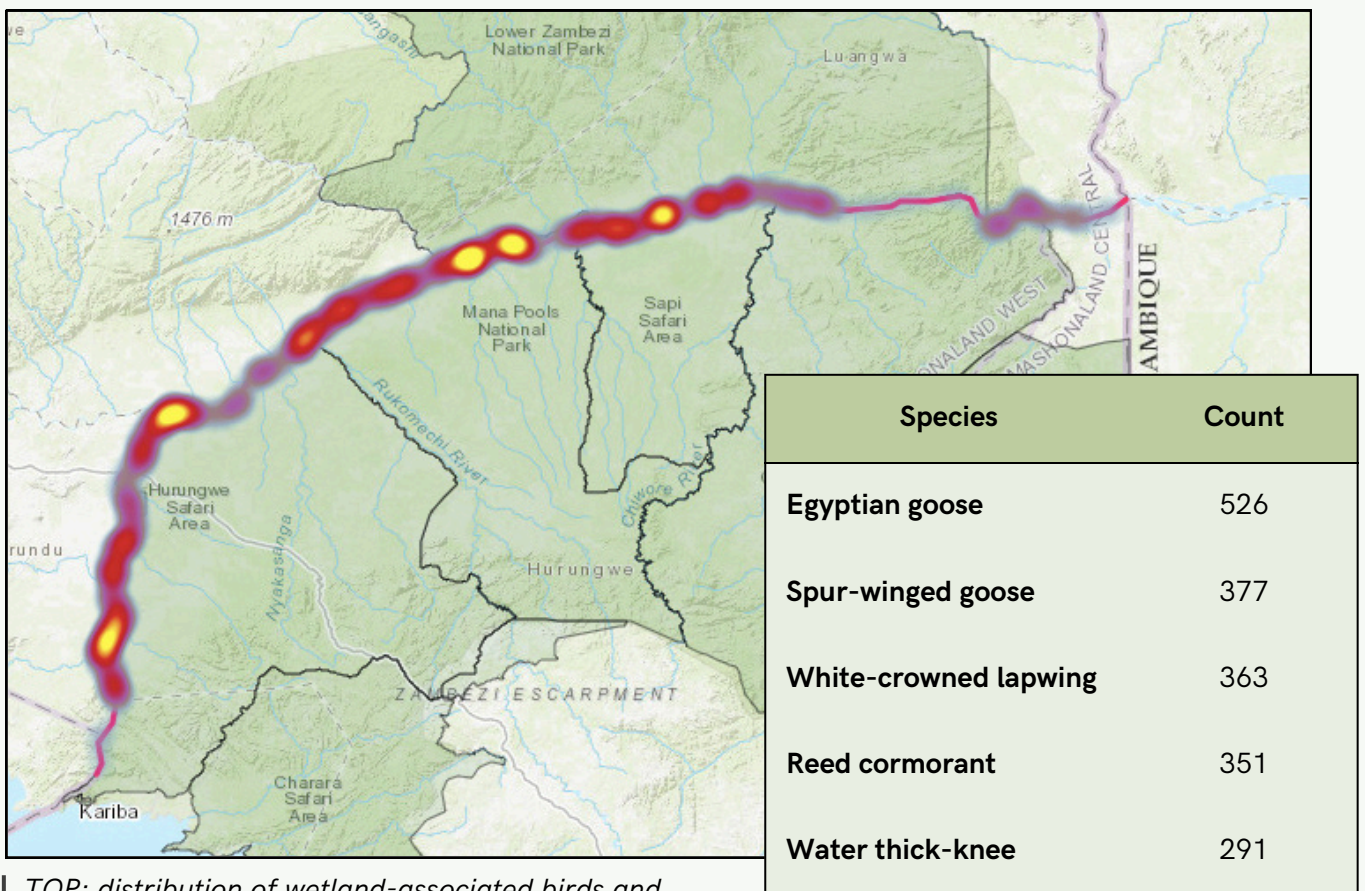 Lower Zambezi
National Park
Luangwa
1476 m
Mana Pools
National
Park
Sapi
Safari
Area
MASHONALAND CENTRAL
AMBIQUE
ONALAND WEST
Rukomechi River
Chiwore River
Hurungwe
Safari
Area
Nyakasanga
rundu
Hurungwe
ZAMBEZI ESCARPMENT
Charara
Safari
Area
Kariba
Species Count
Egyptian goose 526
Spur-winged goose 377
White-crowned lapwing 363
Reed cormorant 351
Water thick-knee 291
TOP: distribution of wetland-associated birds and